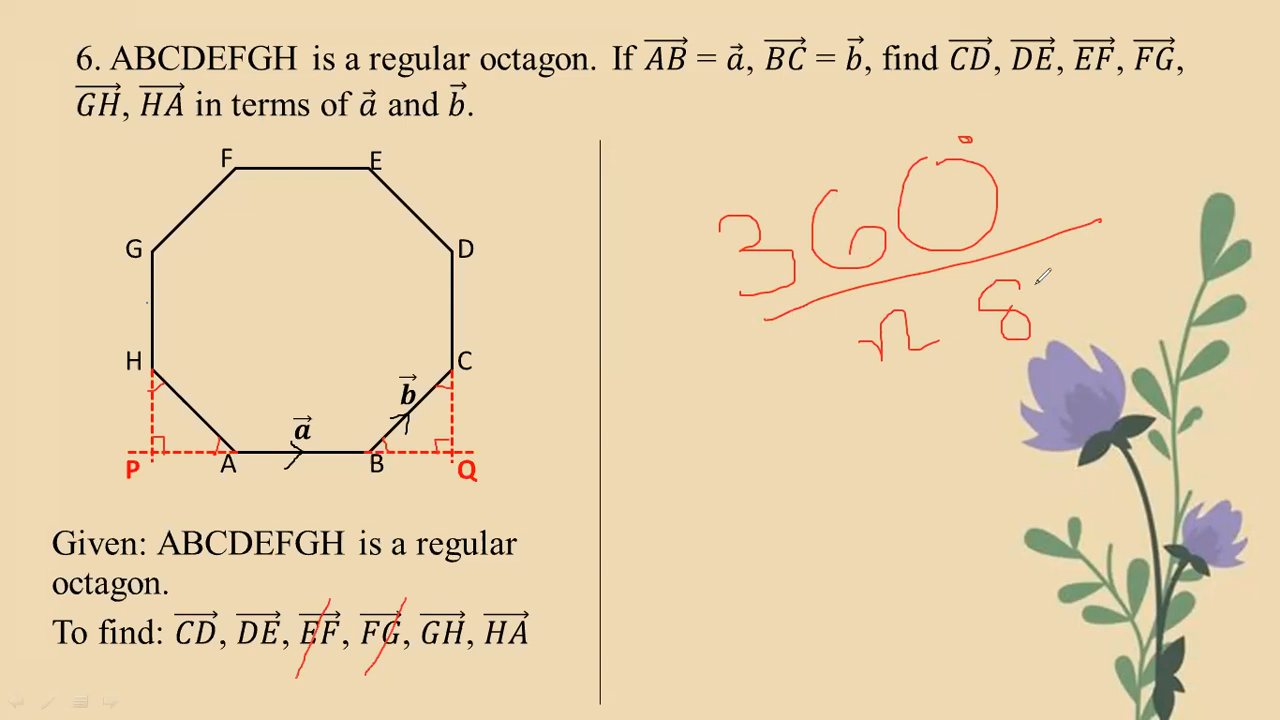 6. ABCDEFGH is a regular octagon. If $\overrightarrow{AB}$ = $\vec{a}$, $\overrightarrow{BC}$ = $\vec{b}$, find $\overrightarrow{CD}$, $\overrightarrow{DE}$, $\overrightarrow{EF}$, $\overrightarrow{FG}$,
$\overrightarrow{GH}$, $\overrightarrow{HA}$ in terms of $\vec{a}$ and $\vec{b}$.
F E
G D
H C
$\vec{b}$
$\vec{a}$
P A B Q
Given: ABCDEFGH is a regular
octagon.
To find: $\overrightarrow{CD}$, $\overrightarrow{DE}$, $\overrightarrow{EF}$, $\overrightarrow{FG}$, $\overrightarrow{GH}$, $\overrightarrow{HA}$
360°
n 8